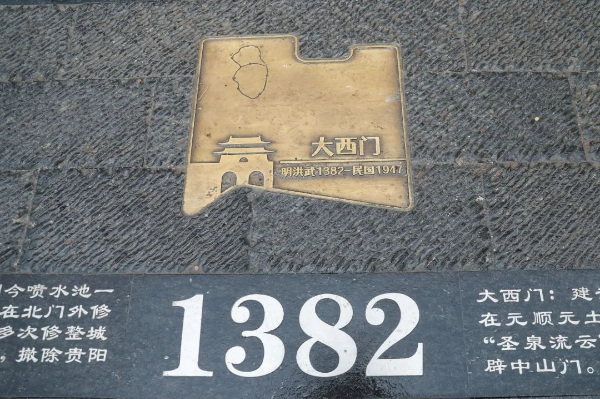 大西门
明洪武1382-民国1947
今喷水池一
在北门外修
多次修整城
，撤除贵阳
1382
大西门：建
在元顺元土
“圣泉流云
辟中山门。